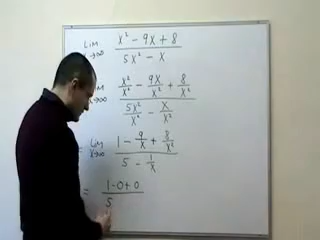 lim x→∞ (x² - 9x + 8) / (5x² - x)
lim x→∞ (x²/x² - 9x/x² + 8/x²) / (5x²/x² - x/x²)
= lim x→∞ (1 - 9/x + 8/x²) / (5 - 1/x)
= (1-0+0) / 5